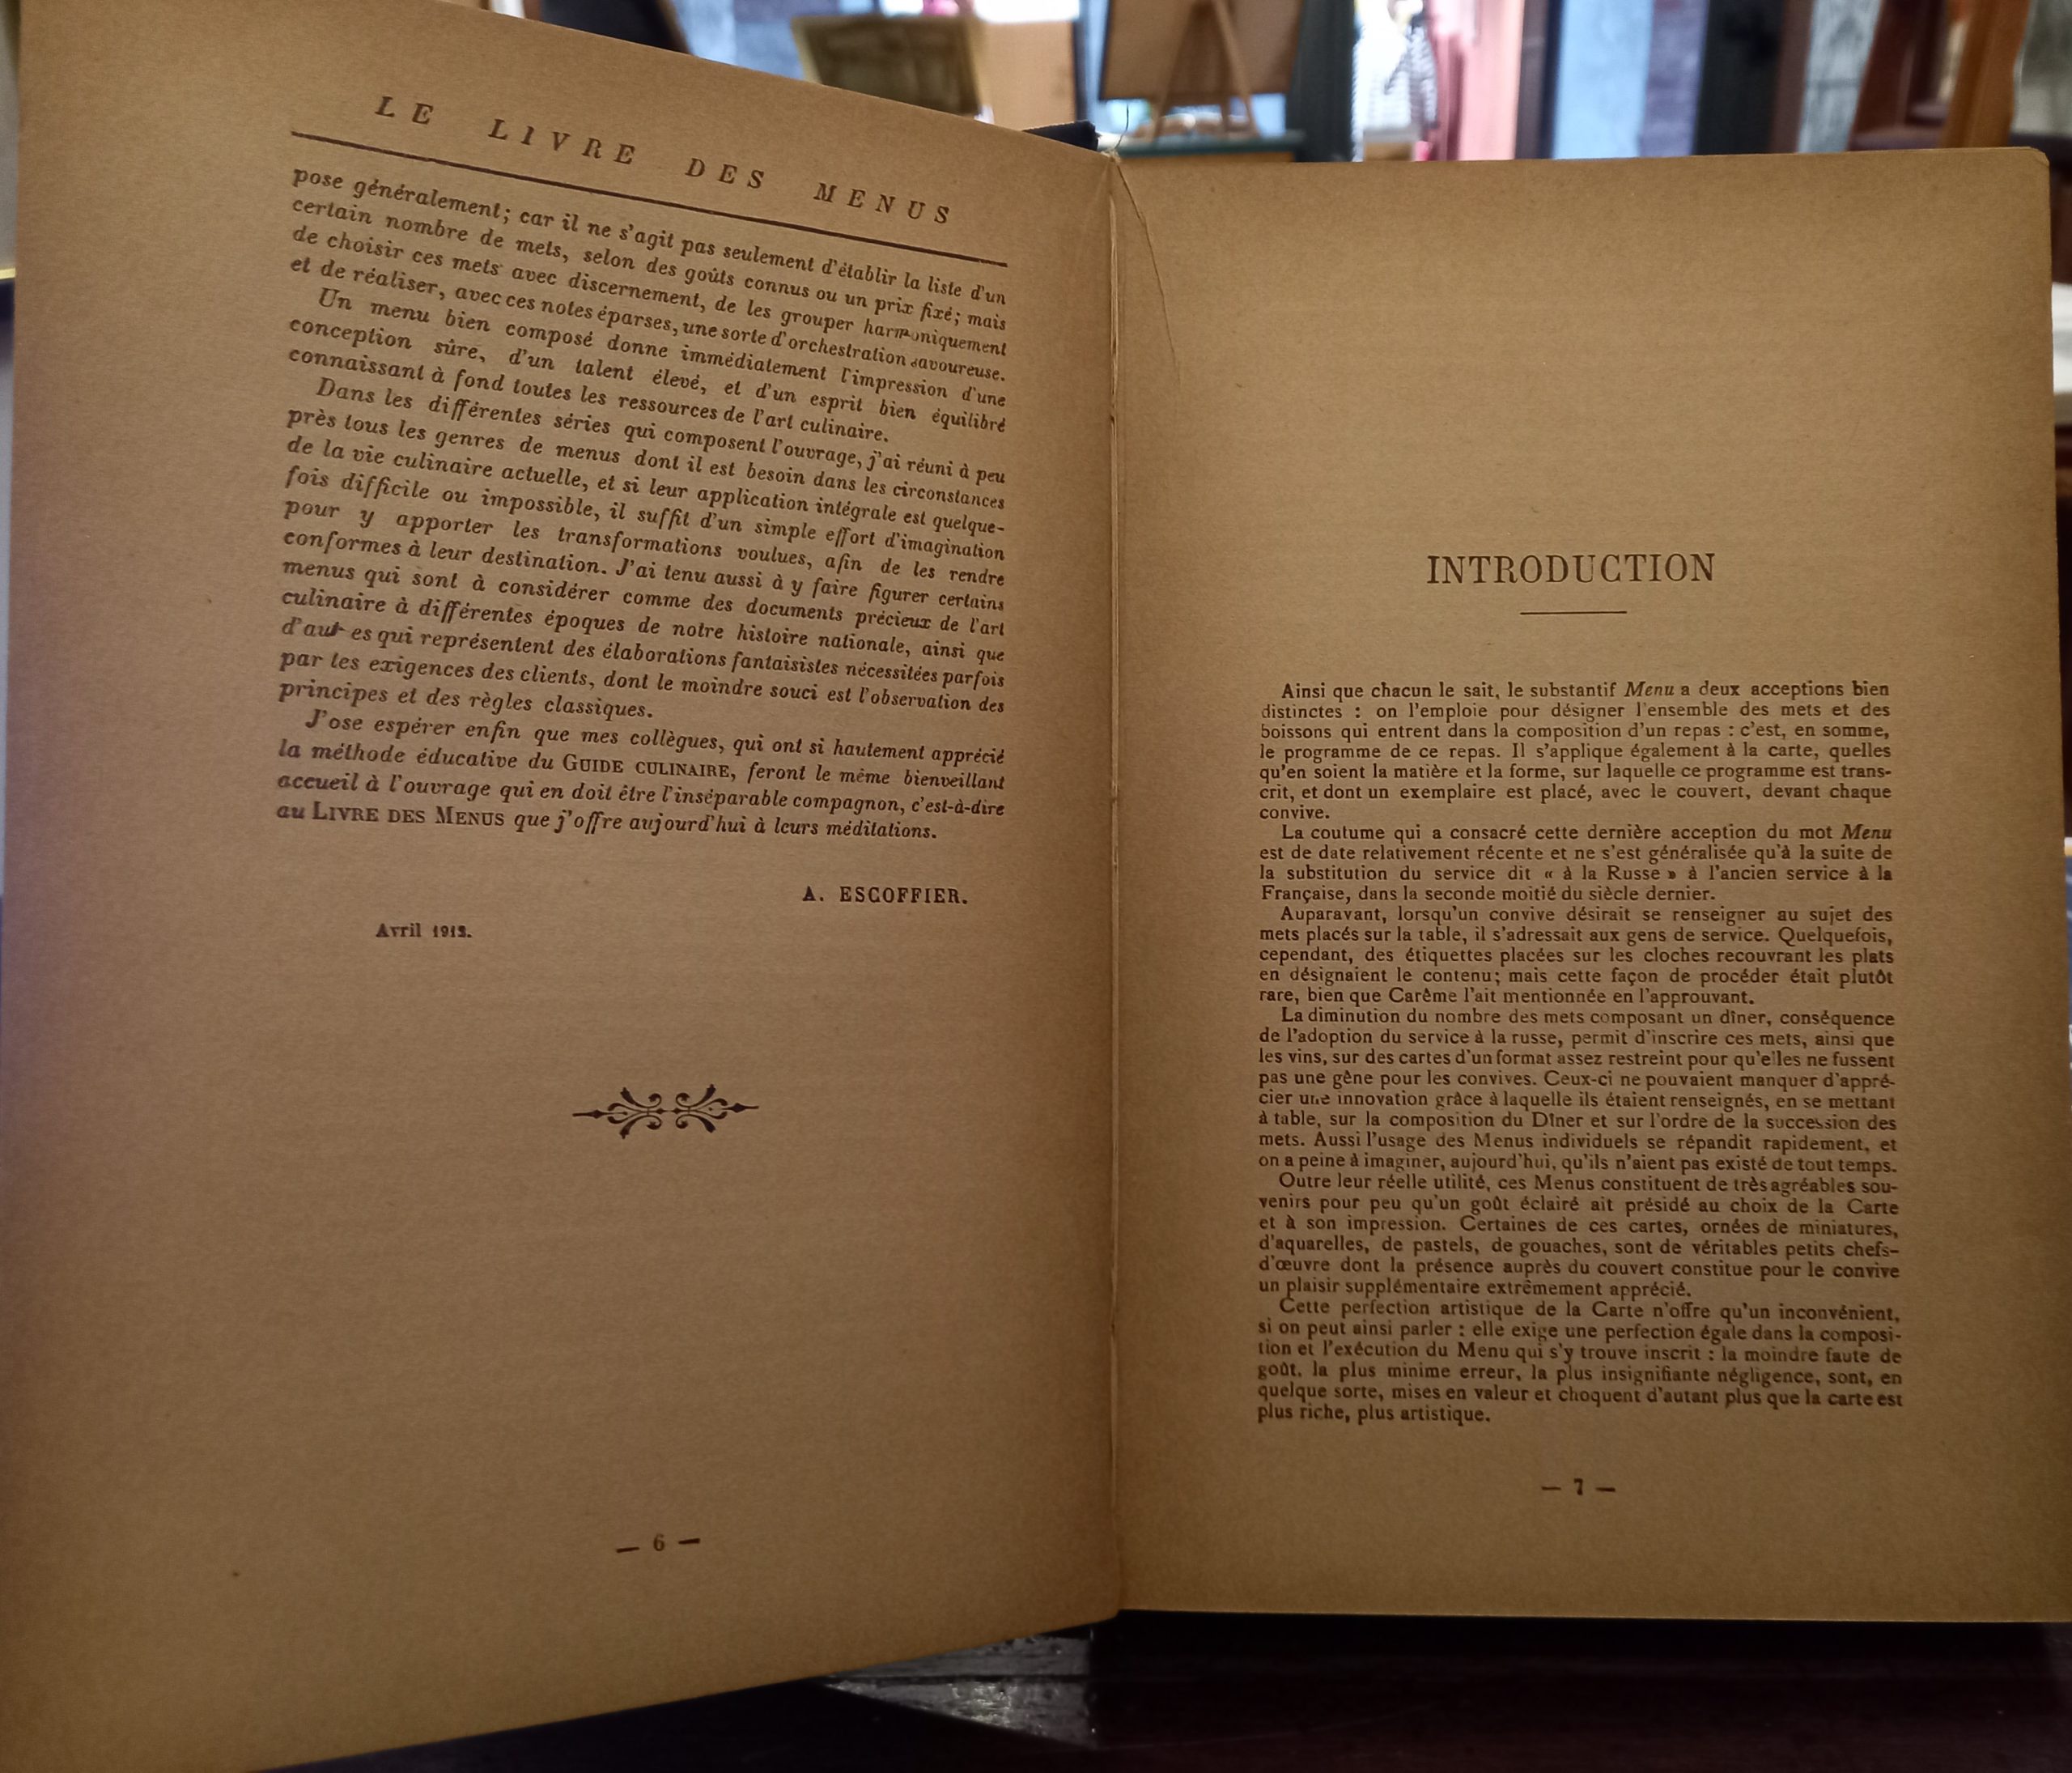 LE LIVRE DES MENUS
pose généralement; car il ne s'agit pas seulement d'établir la liste d'un
certain nombre de mets, selon des goûts connus ou un prix fixé; mais
de choisir ces mets avec discernement, de les grouper harmoniquement
et de réaliser, avec ces notes éparses, une sorte d'orchestration savoureuse.
Un menu bien composé donne immédiatement l'impression d'une
conception sûre, d'un talent élevé, et d'un esprit bien équilibré
connaissant à fond toutes les ressources de l'art culinaire.
Dans les différentes séries qui composent l'ouvrage, j'ai réuni à peu
près tous les genres de menus dont il est besoin dans les circonstances
de la vie culinaire actuelle, et si leur application intégrale est quelque-
fois difficile ou impossible, il suffit d'un simple effort d'imagination
pour y apporter les transformations voulues, afin de les rendre
conformes à leur destination. J'ai tenu aussi à y faire figurer certains
menus qui sont à considérer comme des documents précieux de l'art
culinaire à différentes époques de notre histoire nationale, ainsi que
d'autres qui représentent des élaborations fantaisistes nécessitées parfois
par les exigences des clients, dont le moindre souci est l'observation des
principes et des règles classiques.
J'ose espérer enfin que mes collègues, qui ont si hautement apprécié
la méthode éducative du GUIDE CULINAIRE, feront le même bienveillant
accueil à l'ouvrage qui en doit être l'inséparable compagnon, c'est-à-dire
au LIVRE DES MENUS que j'offre aujourd'hui à leurs méditations.
A. ESCOFFIER.
Avril 1912.
— 6 —
INTRODUCTION
Ainsi que chacun le sait, le substantif Menu a deux acceptions bien
distinctes : on l'emploie pour désigner l'ensemble des mets et des
boissons qui entrent dans la composition d'un repas : c'est, en somme,
le programme de ce repas. Il s'applique également à la carte, quelles
qu'en soient la matière et la forme, sur laquelle ce programme est trans-
crit, et dont un exemplaire est placé, avec le couvert, devant chaque
convive.
La coutume qui a consacré cette dernière acception du mot Menu
est de date relativement récente et ne s'est généralisée qu'à la suite de
la substitution du service dit « à la Russe » à l'ancien service à la
Française, dans la seconde moitié du siècle dernier.
Auparavant, lorsqu'un convive désirait se renseigner au sujet des
mets placés sur la table, il s'adressait aux gens de service. Quelquefois,
cependant, des étiquettes placées sur les cloches recouvrant les plats
en désignaient le contenu; mais cette façon de procéder était plutôt
rare, bien que Carême l'ait mentionnée en l'approuvant.
La diminution du nombre des mets composant un dîner, conséquence
de l'adoption du service à la russe, permit d'inscrire ces mets, ainsi que
les vins, sur des cartes d'un format assez restreint pour qu'elles ne fussent
pas une gêne pour les convives. Ceux-ci ne pouvaient manquer d'appré-
cier une innovation grâce à laquelle ils étaient renseignés, en se mettant
à table, sur la composition du Dîner et sur l'ordre de la succession des
mets. Aussi l'usage des Menus individuels se répandit rapidement, et
on a peine à imaginer, aujourd'hui, qu'ils n'aient pas existé de tout temps.
Outre leur réelle utilité, ces Menus constituent de très agréables sou-
venirs pour peu qu'un goût éclairé ait présidé au choix de la Carte
et à son impression. Certaines de ces cartes, ornées de miniatures,
d'aquarelles, de pastels, de gouaches, sont de véritables petits chefs-
d'œuvre dont la présence auprès du couvert constitue pour le convive
un plaisir supplémentaire extrêmement apprécié.
Cette perfection artistique de la Carte n'offre qu'un inconvénient,
si on peut ainsi parler : elle exige une perfection égale dans la composi-
tion et l'exécution du Menu qui s'y trouve inscrit : la moindre faute de
goût, la plus minime erreur, la plus insignifiante négligence, sont, en
quelque sorte, mises en valeur et choquent d'autant plus que la carte est
plus riche, plus artistique.
— 7 —